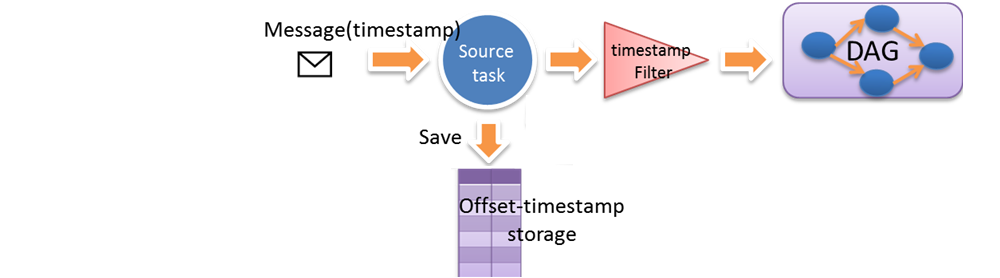 Message(timestamp)
Source
task
timestamp
Filter
DAG
Save
Offset-timestamp
storage